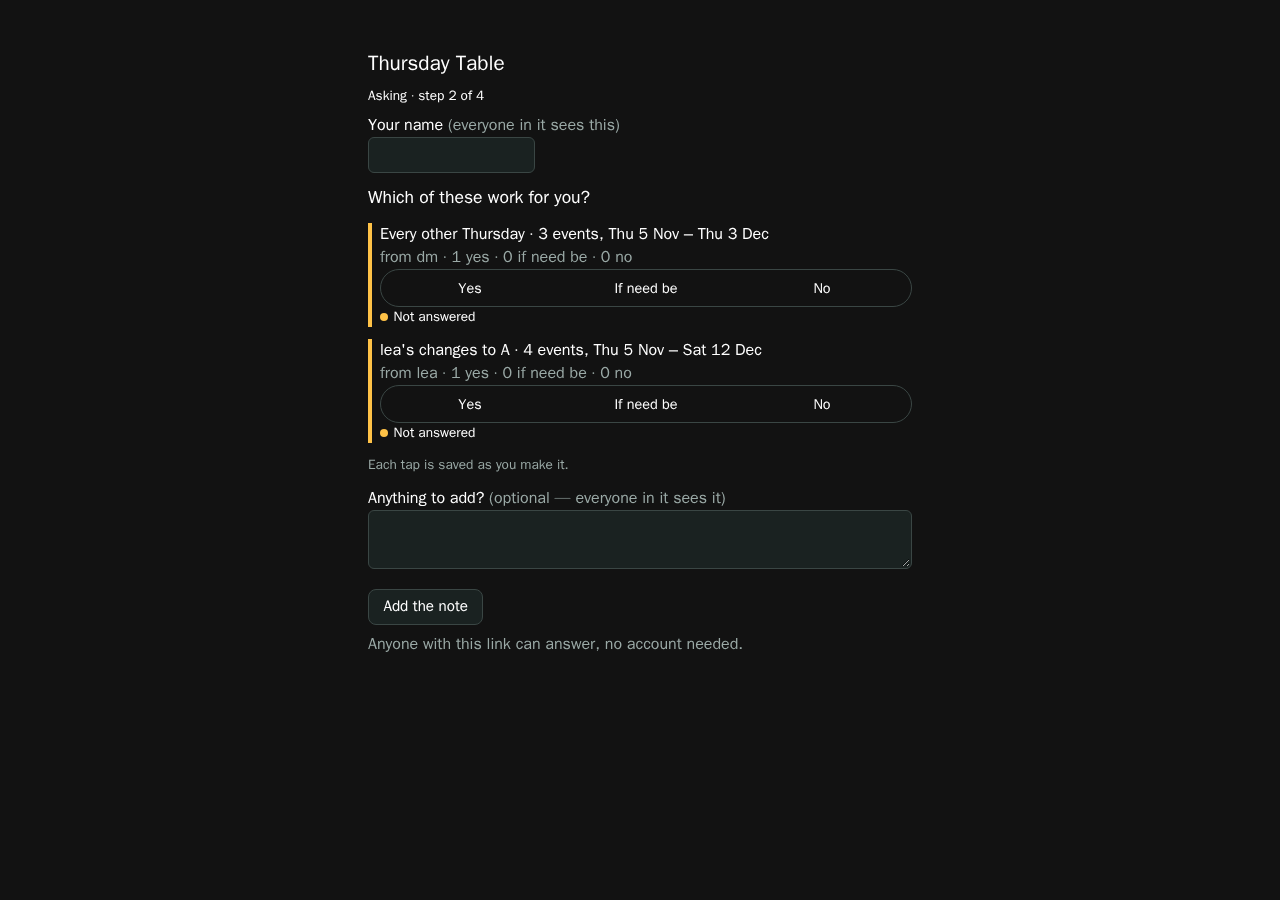 Thursday Table
Asking · step 2 of 4
Your name (everyone in it sees this)
Which of these work for you?
Every other Thursday · 3 events, Thu 5 Nov – Thu 3 Dec
from dm · 1 yes · 0 if need be · 0 no
Yes If need be No
Not answered
lea's changes to A · 4 events, Thu 5 Nov – Sat 12 Dec
from lea · 1 yes · 0 if need be · 0 no
Yes If need be No
Not answered
Each tap is saved as you make it.
Anything to add? (optional — everyone in it sees it)
Add the note
Anyone with this link can answer, no account needed.